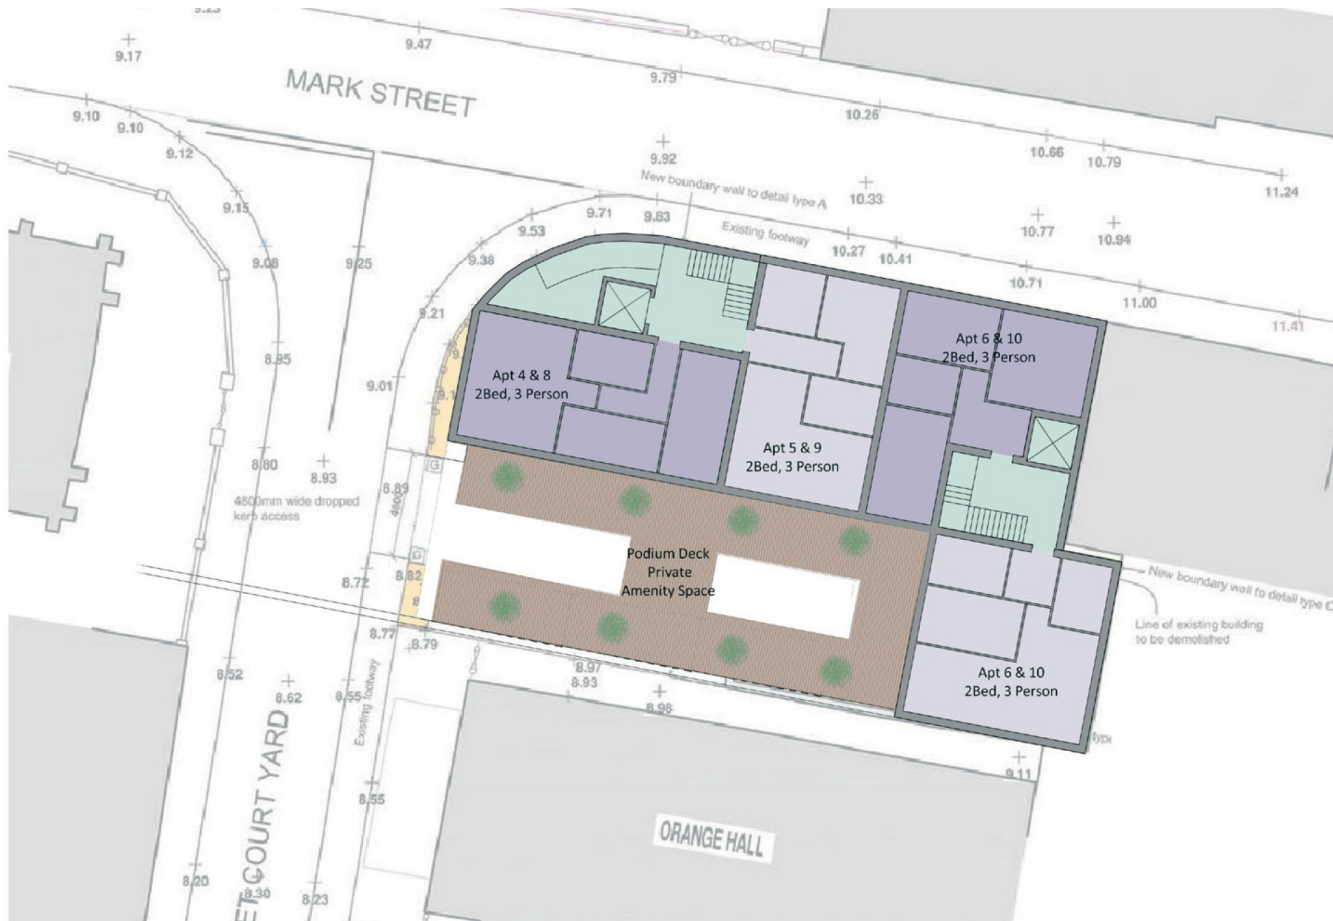 9.23
9.17
9.47
9.79
MARK STREET
9.10
9.10
9.12
10.26
10.66
10.79
11.24
9.92
New boundary wall to detail type A
10.33
9.15
9.71
9.83
9.53
Existing footway
10.77
10.94
9.08
9.25
9.38
10.27
10.41
10.71
11.00
9.21
11.41
8.95
Apt 6 & 10
2Bed, 3 Person
9.01
Apt 4 & 8
2Bed, 3 Person
Apt 5 & 9
2Bed, 3 Person
8.80
8.93
8.89
G
4800mm wide dropped
kerb access
4800
G
8.72
8.82
Podium Deck
Private
Amenity Space
New boundary wall to detail type C
Line of existing building
to be demolished
8.77
8.79
Apt 6 & 10
2Bed, 3 Person
8.52
8.62
8.55
Existing footway
8.97
8.93
8.98
type
9.11
8.55
ORANGE HALL
ET COURT YARD
8.20
8.30
8.23